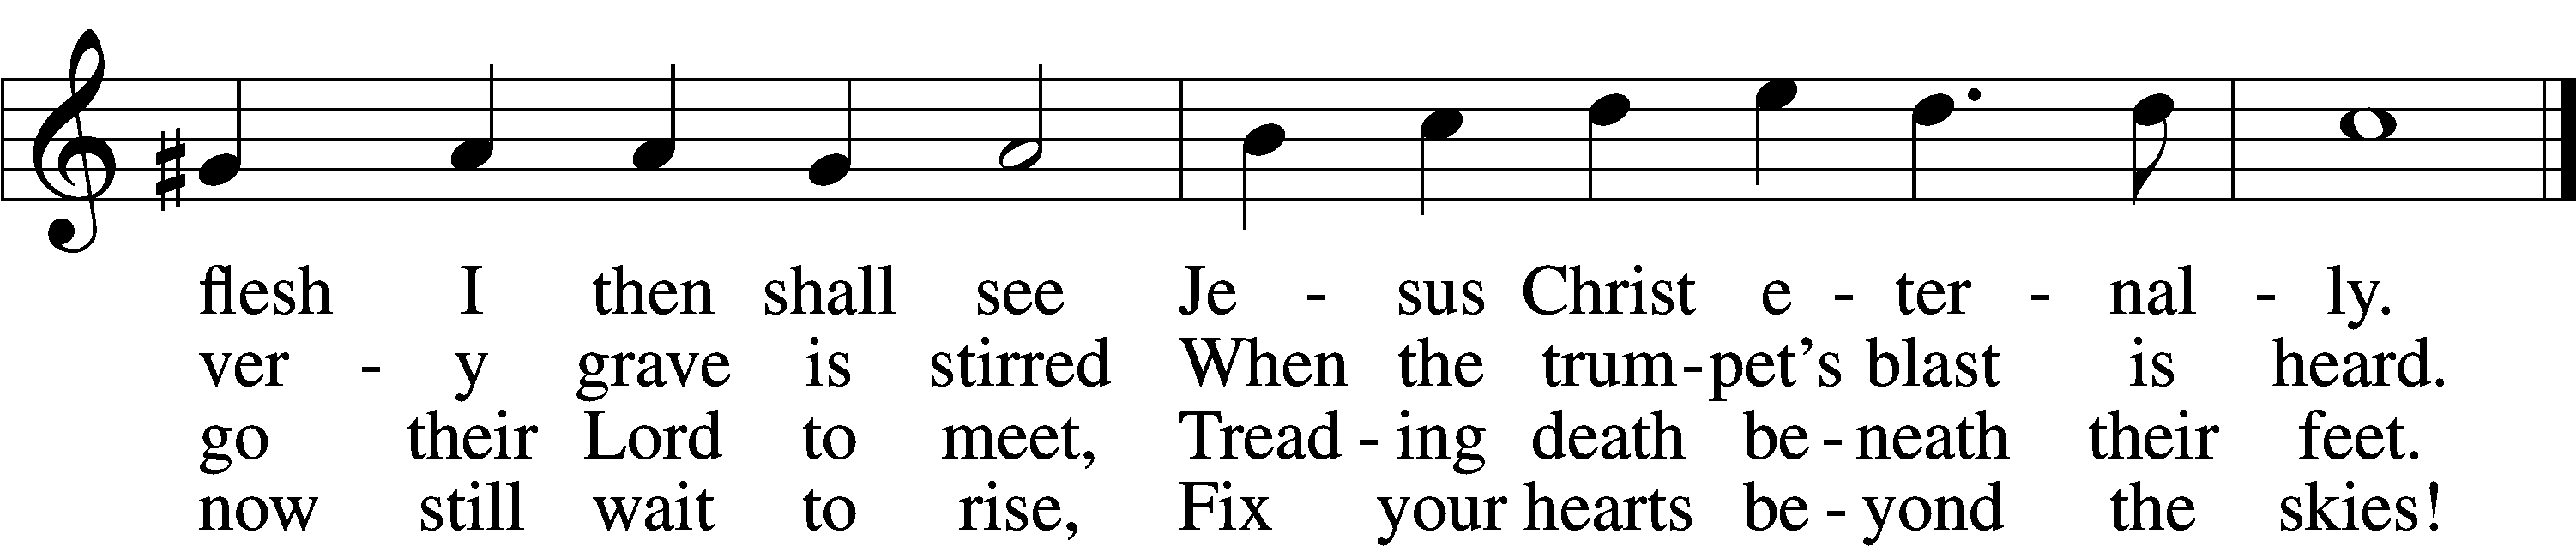 flesh I then shall see Je - sus Christ e - ter - nal - ly.
ver - y grave is stirred When the trum - pet's blast is heard.
go their Lord to meet, Tread - ing death be - neath their feet.
now still wait to rise, Fix your hearts be - yond the skies!